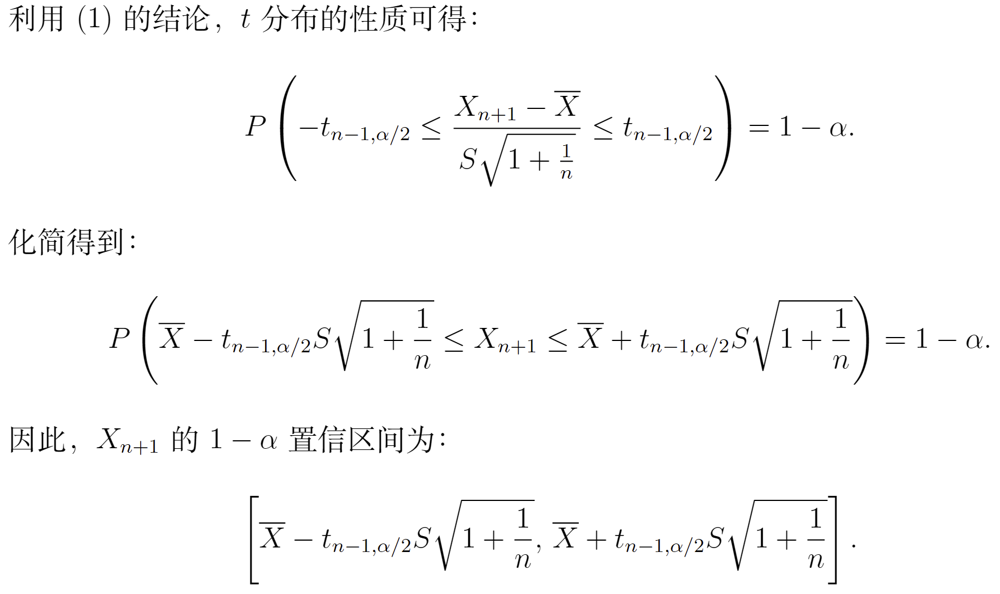 利用 (1) 的结论, t 分布的性质可得:
$$P\left(-t_{n-1,\alpha/2} \leq \frac{X_{n+1} - \overline{X}}{S\sqrt{1 + \frac{1}{n}}} \leq t_{n-1,\alpha/2}\right) = 1 - \alpha.$$
化简得到:
$$P\left(\overline{X} - t_{n-1,\alpha/2}S\sqrt{1 + \frac{1}{n}} \leq X_{n+1} \leq \overline{X} + t_{n-1,\alpha/2}S\sqrt{1 + \frac{1}{n}}\right) = 1 - \alpha.$$
因此, $X_{n+1}$ 的 $1 - \alpha$ 置信区间为:
$$\left[\overline{X} - t_{n-1,\alpha/2}S\sqrt{1 + \frac{1}{n}}, \overline{X} + t_{n-1,\alpha/2}S\sqrt{1 + \frac{1}{n}}\right].$$